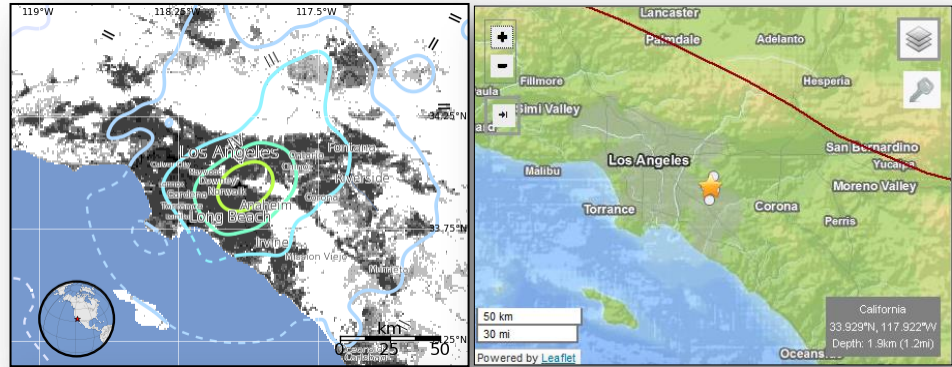 119°W
118.25°W
117.5°W
34.25°N
Los Angeles
Fontana
Riverside
Downey
Norwalk
Gardena
Corona
Anaheim
Long Beach
33.75°N
Irvine
Mission Viejo
Murrieta
km
0 25 50
Lancaster
Palmdale
Adelanto
Fillmore
Hesperia
Simi Valley
Los Angeles
San Bernardino
Yucaipa
Malibu
Moreno Valley
Torrance
Corona
Perris
50 km
30 mi
California
33.929°N, 117.922°W
Depth: 1.9km (1.2mi)
Powered by Leaflet
Oceanside